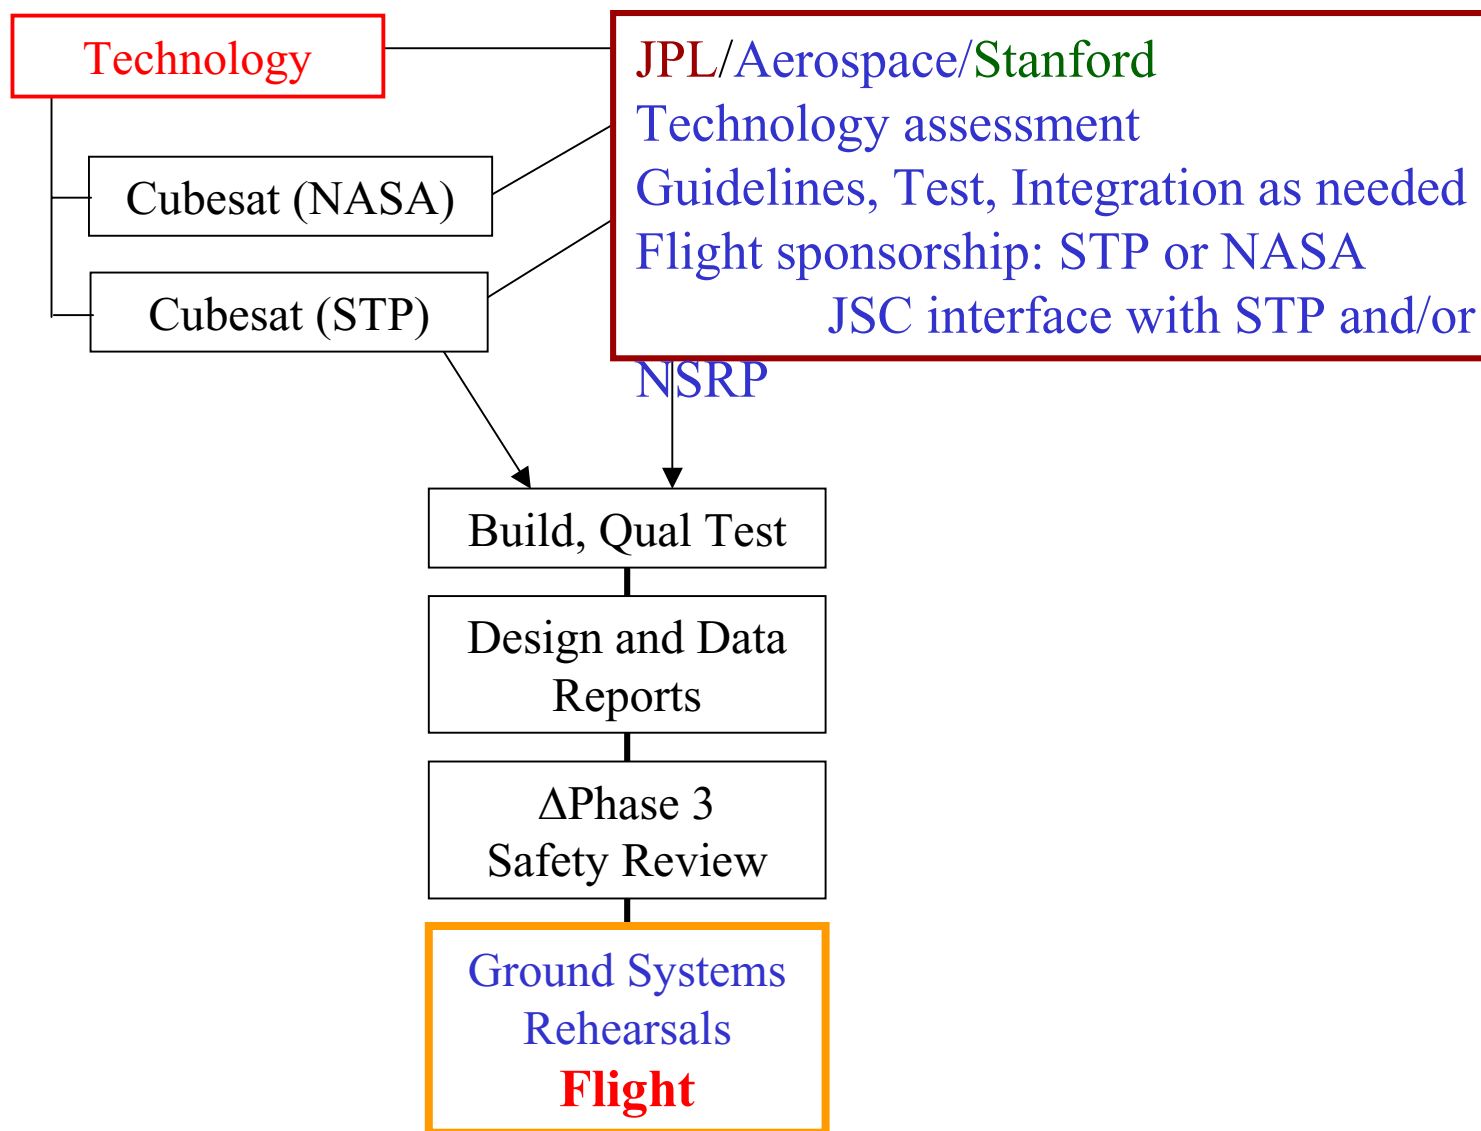 Technology
JPL/Aerospace/Stanford
Technology assessment
Guidelines, Test, Integration as needed
Flight sponsorship: STP or NASA
JSC interface with STP and/or
NSRP
Cubesat (NASA)
Cubesat (STP)
Build, Qual Test
Design and Data
Reports
ΔPhase 3
Safety Review
Ground Systems
Rehearsals
Flight